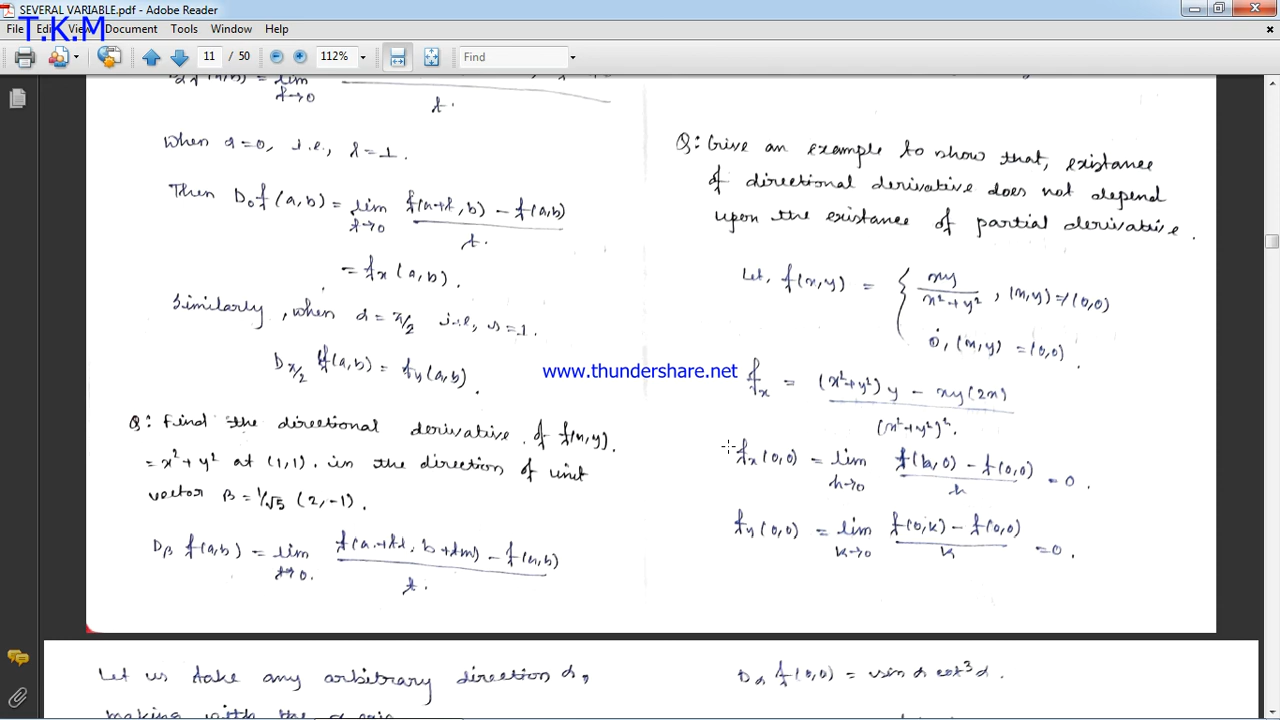 SEVERAL VARIABLE.pdf - Adobe Reader
T.K.M
File Edit View Document Tools Window Help
11 / 50 112% Find
lim
t→0
t.
When α=0, i.e., l=1.
Then D₀f(a,b) = lim f(a+t, b) - f(a,b)
t→0 t.
= fx(a,b).
Similarly, when α = π/2 i.e., m=1.
Dπ/2 f(a,b) = fy(a,b).
Q: Find the directional derivative of f(x,y).
= x²+y² at (1,1). in the direction of unit
vector β = 1/√5 (2,-1).
Dβ f(a,b) = lim f(a+tl, b+tm) - f(a,b)
t→0. t.
Q: Give an example to show that, existance
of directional derivative does not depend
upon the existance of partial derivative.
Let, f(x,y) = { xy / x²+y², (x,y)≠(0,0)
0, (x,y) = (0,0).
www.thundershare.net
fx = (x²+y²)y - xy(2x)
(x²+y²)².
fx(0,0) = lim f(h,0) - f(0,0) = 0.
h→0 h
fy(0,0) = lim f(0,k) - f(0,0) = 0.
k→0 k
Let us take any arbitrary direction α,
making with the x axis
Dα f(0,0) =